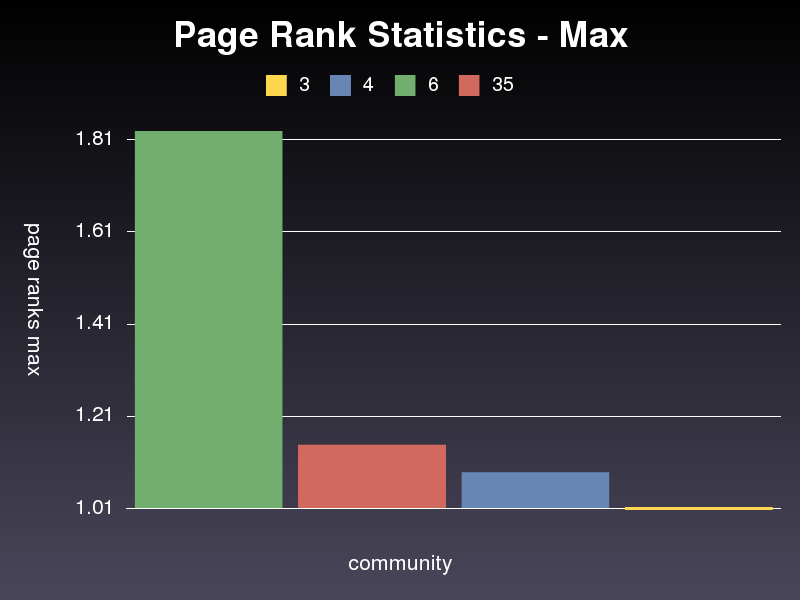 Page Rank Statistics - Max
3 4 6 35
1.81
1.61
1.41
1.21
1.01
page ranks max
community